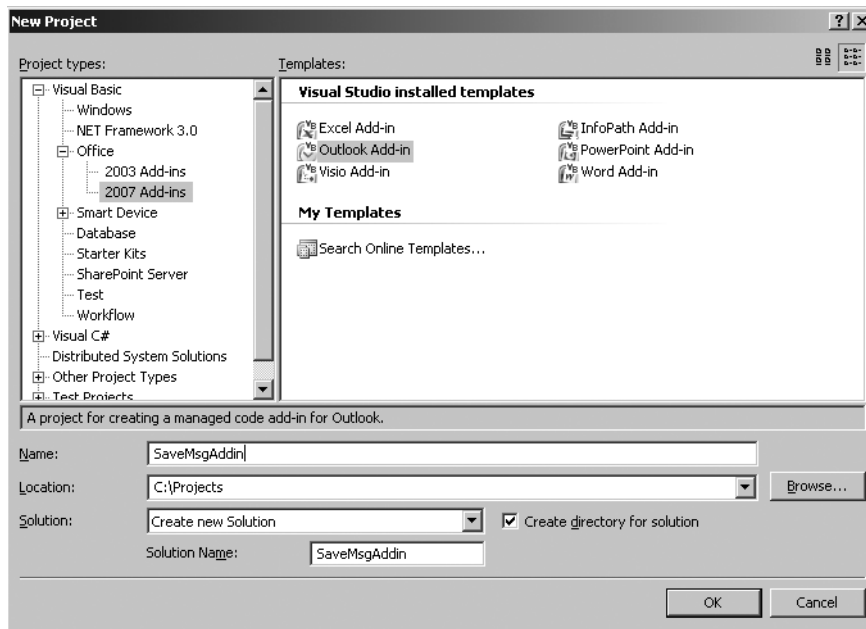 New Project
Project types:
Templates:
Visual Basic
Windows
NET Framework 3.0
Office
2003 Add-ins
2007 Add-ins
Smart Device
Database
Starter Kits
SharePoint Server
Test
Workflow
Visual C#
Distributed System Solutions
Other Project Types
Test Projects
Visual Studio installed templates
Excel Add-in
InfoPath Add-in
Outlook Add-in
PowerPoint Add-in
Visio Add-in
Word Add-in
My Templates
Search Online Templates...
A project for creating a managed code add-in for Outlook.
Name: SaveMsgAddin
Location: C:\Projects Browse...
Solution: Create new Solution Create directory for solution
Solution Name: SaveMsgAddin
OK Cancel